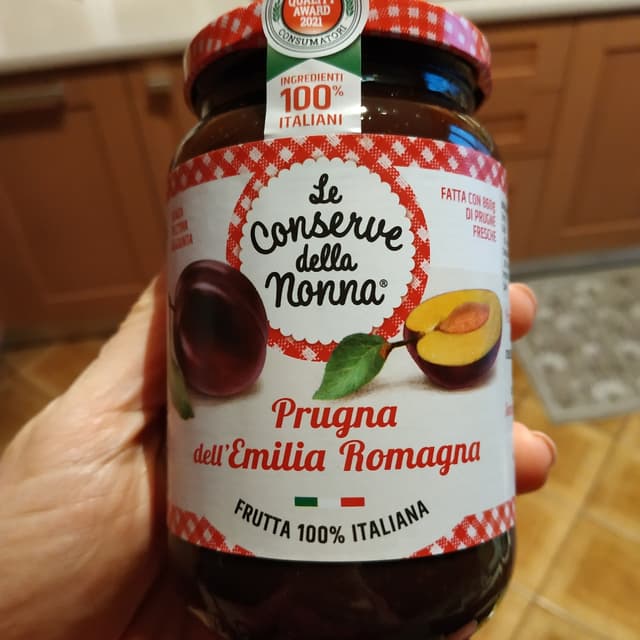 QUALITY
AWARD
2021
CONSUMATORI
INGREDIENTI
100%
ITALIANI
Le
Conserve
della
Nonna®
FATTA CON 860g
DI PRUGNE
FRESCHE
Prugna
dell'Emilia Romagna
FRUTTA 100% ITALIANA